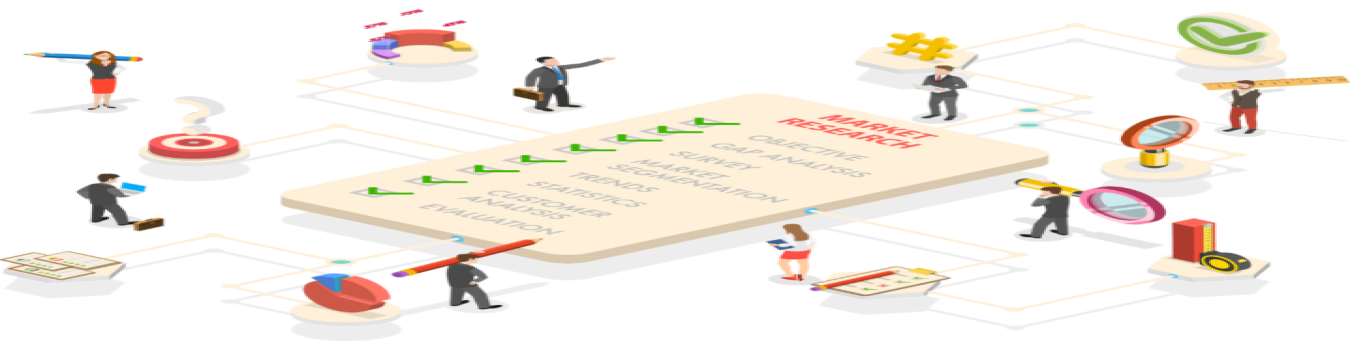 MARKET
RESEARCH
OBJECTIVE
GAP ANALYSIS
SURVEY
MARKET
SEGMENTATION
TRENDS
STATISTICS
CUSTOMER
ANALYSIS
EVALUATION